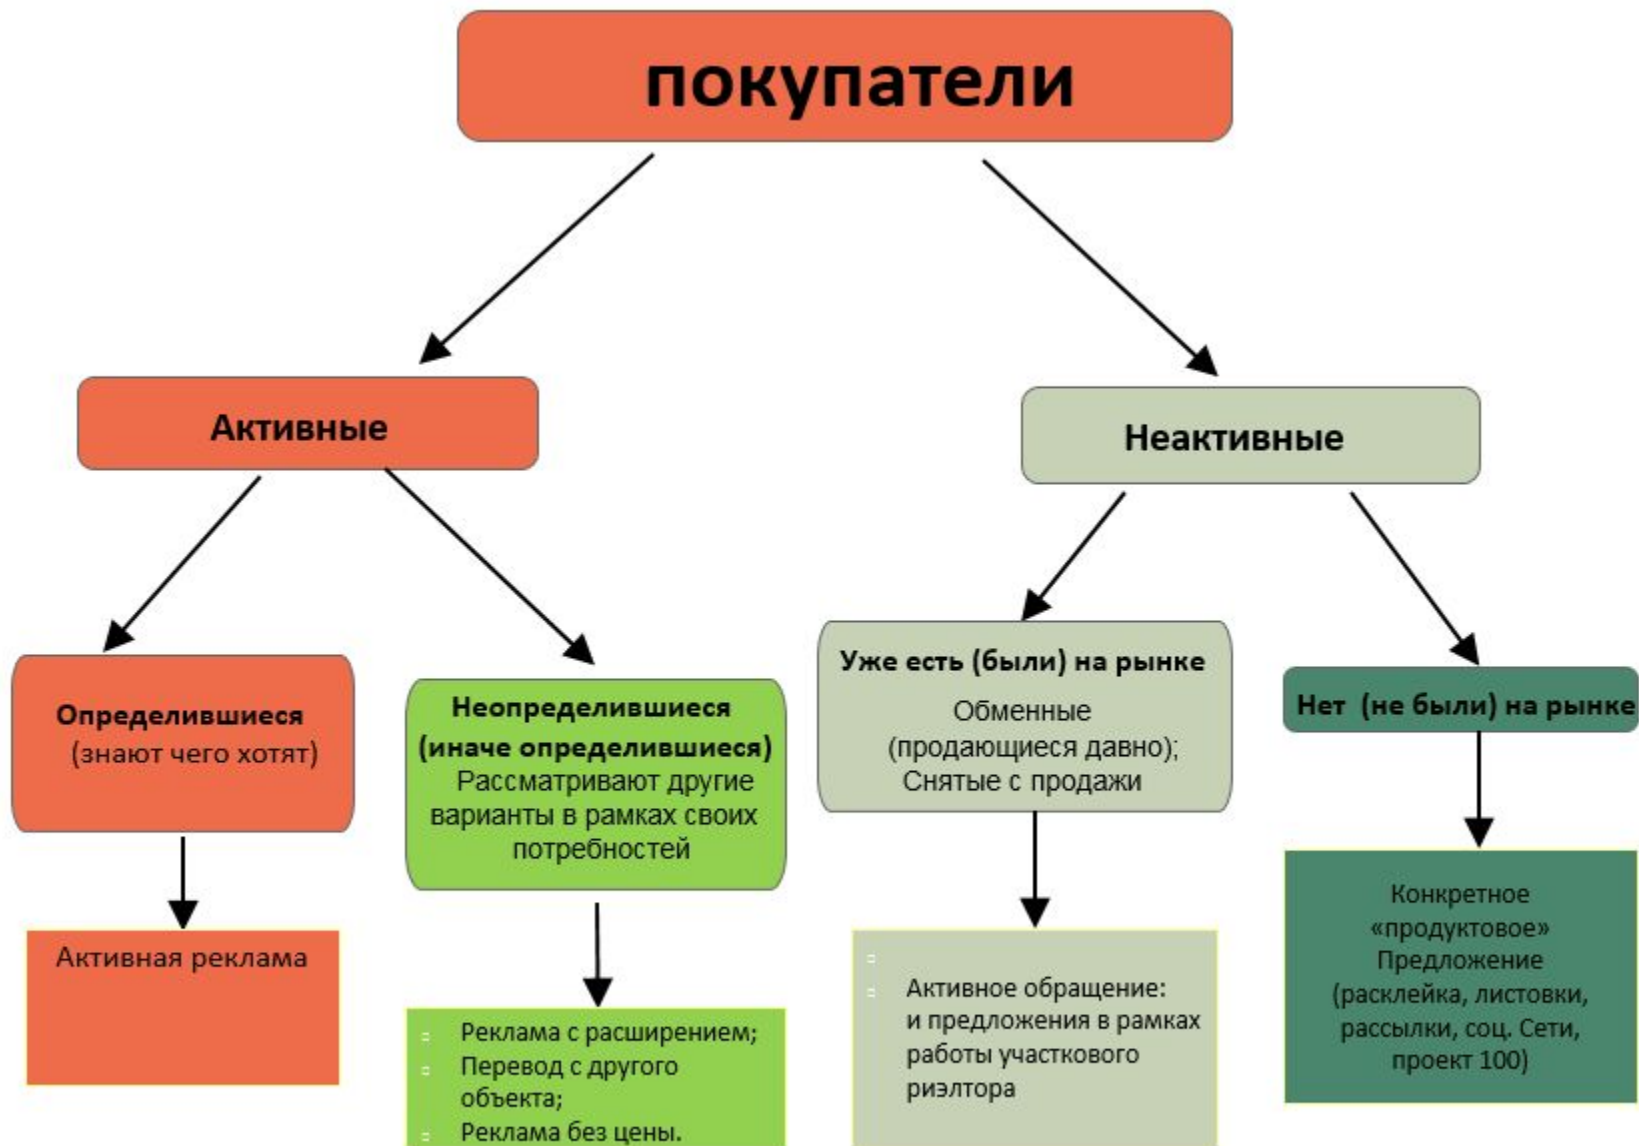 покупатели
Активные
Неактивные
Определившиеся
(знают чего хотят)
Неопределившиеся
(иначе определившиеся)
Рассматривают другие
варианты в рамках своих
потребностей
Уже есть (были) на рынке
Обменные
(продающиеся давно);
Снятые с продажи
Нет (не были) на рынке
Активная реклама
Реклама с расширением;
Перевод с другого
объекта;
Реклама без цены.
Активное обращение:
и предложения в рамках
работы участкового
риэлтора
Конкретное
«продуктовое»
Предложение
(расклейка, листовки,
рассылки, соц. Сети,
проект 100)